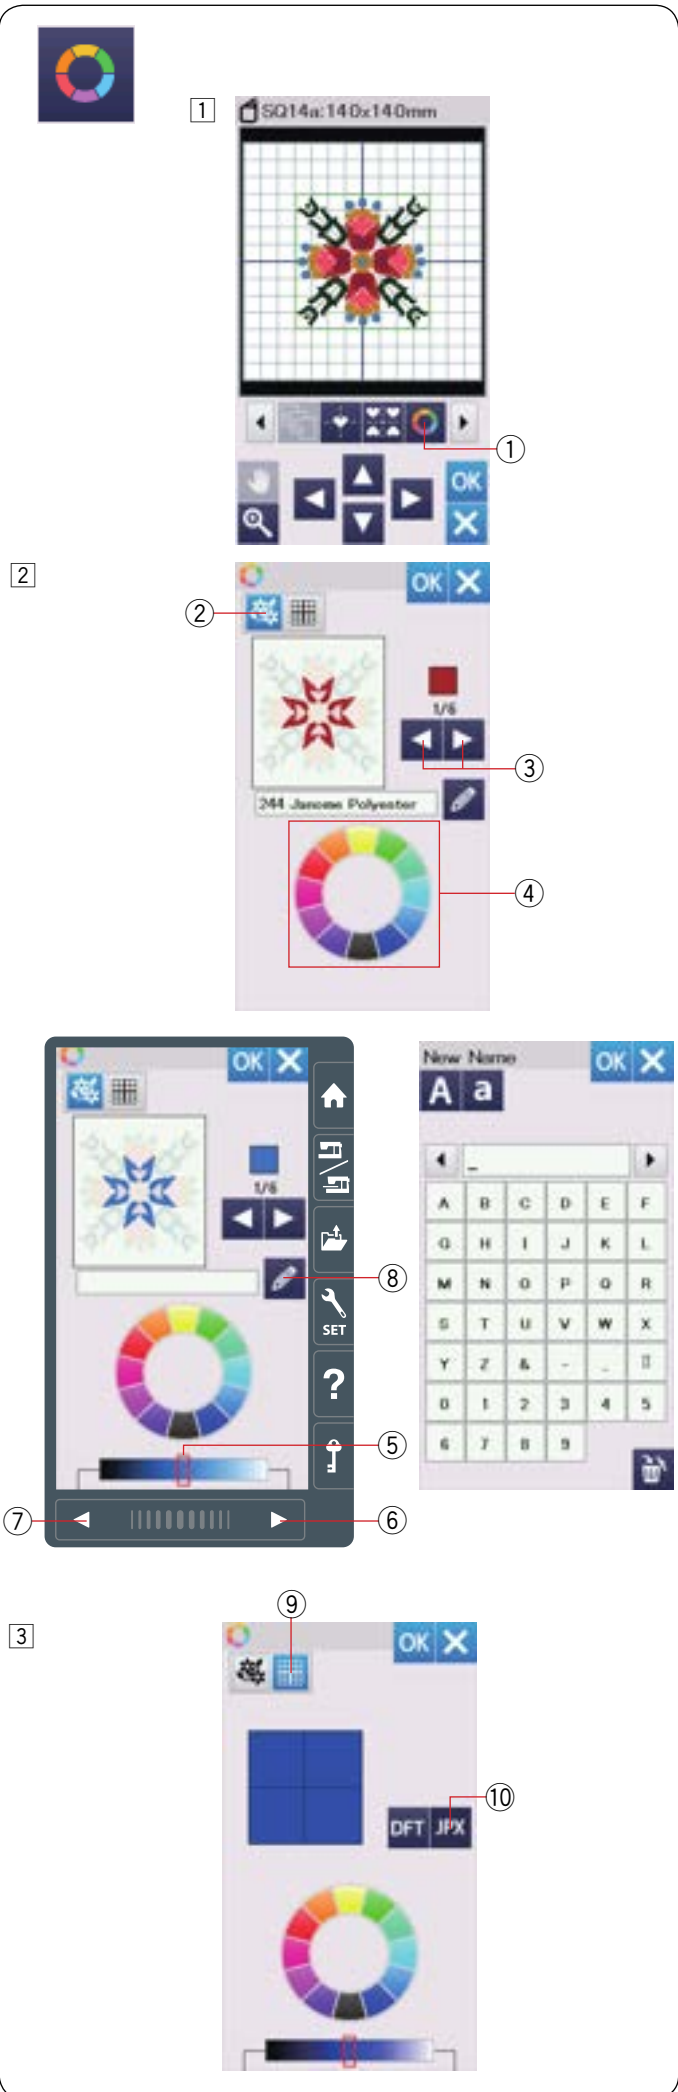 1
SQ14a:140x140mm
①
OK
2
OK
②
1/6
③
244 Janome Polyester
④
OK
1/6
SET
?
⑧
⑤
⑦
⑥
New Name
OK
A a
_
A B C D E F
G H I J K L
M N O P Q R
S T U V W X
Y Z & - _
0 1 2 3 4 5
6 7 8 9
3
⑨
OK
⑩
DFT JPX